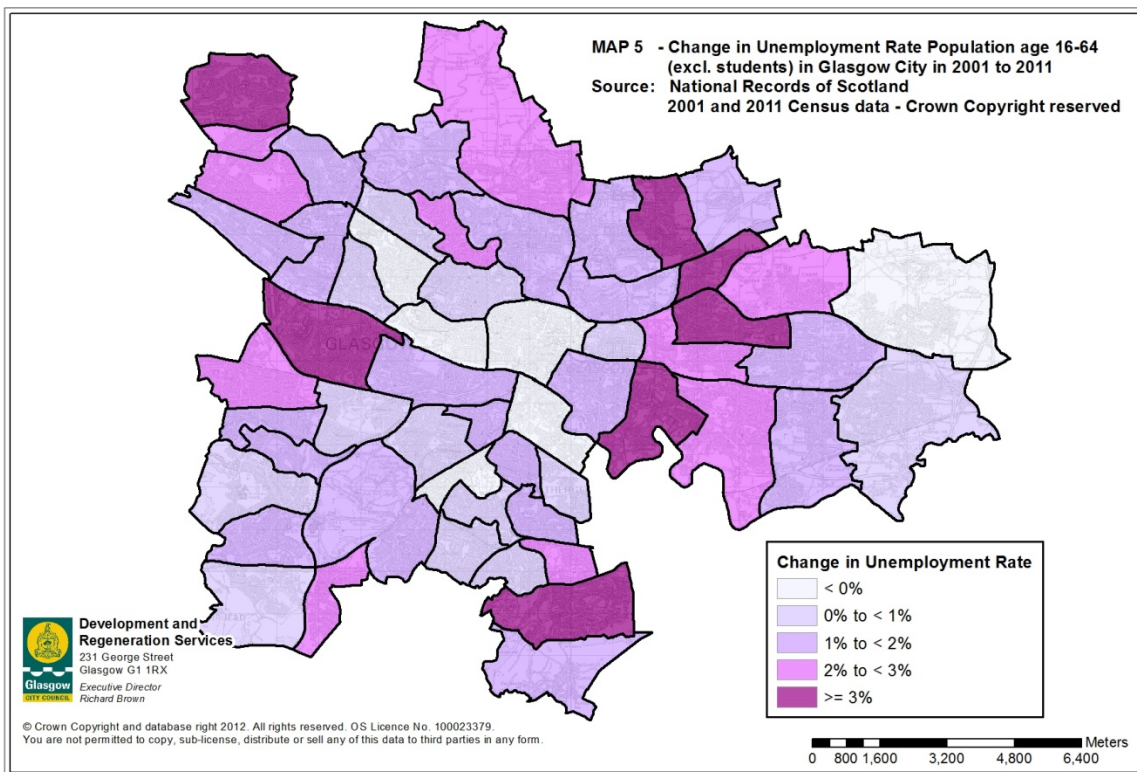 MAP 5 - Change in Unemployment Rate Population age 16-64
(excl. students) in Glasgow City in 2001 to 2011
Source: National Records of Scotland
2001 and 2011 Census data - Crown Copyright reserved
GLASGOW
Change in Unemployment Rate
< 0%
0% to < 1%
1% to < 2%
2% to < 3%
>= 3%
Development and
Regeneration Services
231 George Street
Glasgow G1 1RX
Executive Director
Richard Brown
Glasgow
CITY COUNCIL
© Crown Copyright and database right 2012. All rights reserved. OS Licence No. 100023379.
You are not permitted to copy, sub-license, distribute or sell any of this data to third parties in any form.
Meters
0 800 1,600 3,200 4,800 6,400